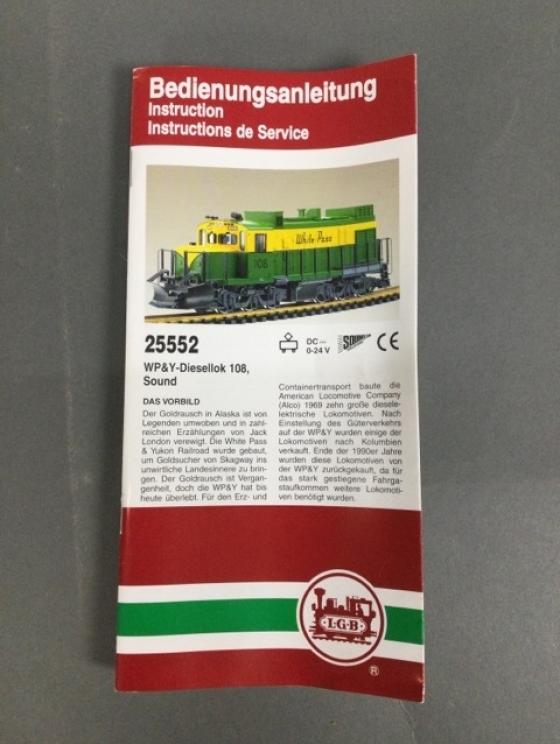 Bedienungsanleitung
Instruction
Instructions de Service
White Pass
108
25552
DC ⎓
0-24 V
SOUND
CE
WP&Y-Diesellok 108,
Sound
DAS VORBILD
Der Goldrausch in Alaska ist von
Legenden umwoben und in zahl-
reichen Erzählungen von Jack
London verewigt. Die White Pass
& Yukon Railroad wurde gebaut,
um Goldsucher von Skagway ins
unwirtliche Landesinnere zu brin-
gen. Der Goldrausch ist Vergan-
genheit, doch die WP&Y hat bis
heute überlebt. Für den Erz- und
Containertransport baute die
American Locomotive Company
(Alco) 1969 zehn große diesele-
lektrische Lokomotiven. Nach
Einstellung des Güterverkehrs
auf der WP&Y wurden einige der
Lokomotiven nach Kolumbien
verkauft. Ende der 1990er Jahre
wurden diese Lokomotiven von
der WP&Y zurückgekauft, da für
das stark gestiegene Fahrga-
staufkommen weitere Lokomoti-
ven benötigt wurden.
L·G·B
®